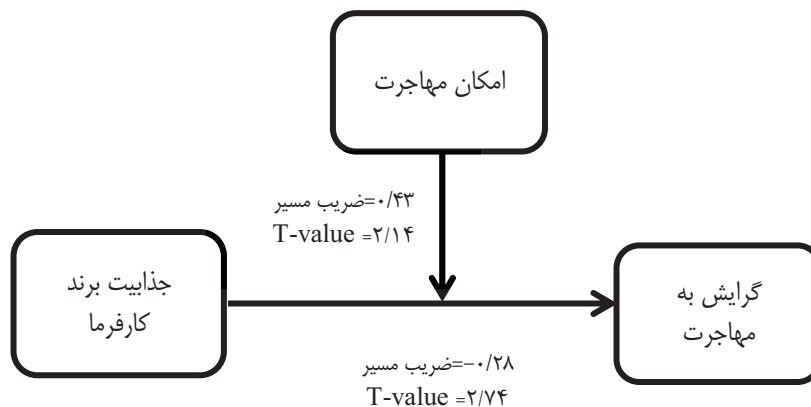 امکان مهاجرت
ضریب مسیر=۰/۴۳
T-value =۲/۱۴
جذابیت برند
کارفرما
گرایش به
مهاجرت
ضریب مسیر=-۰/۲۸
T-value =۲/۷۴